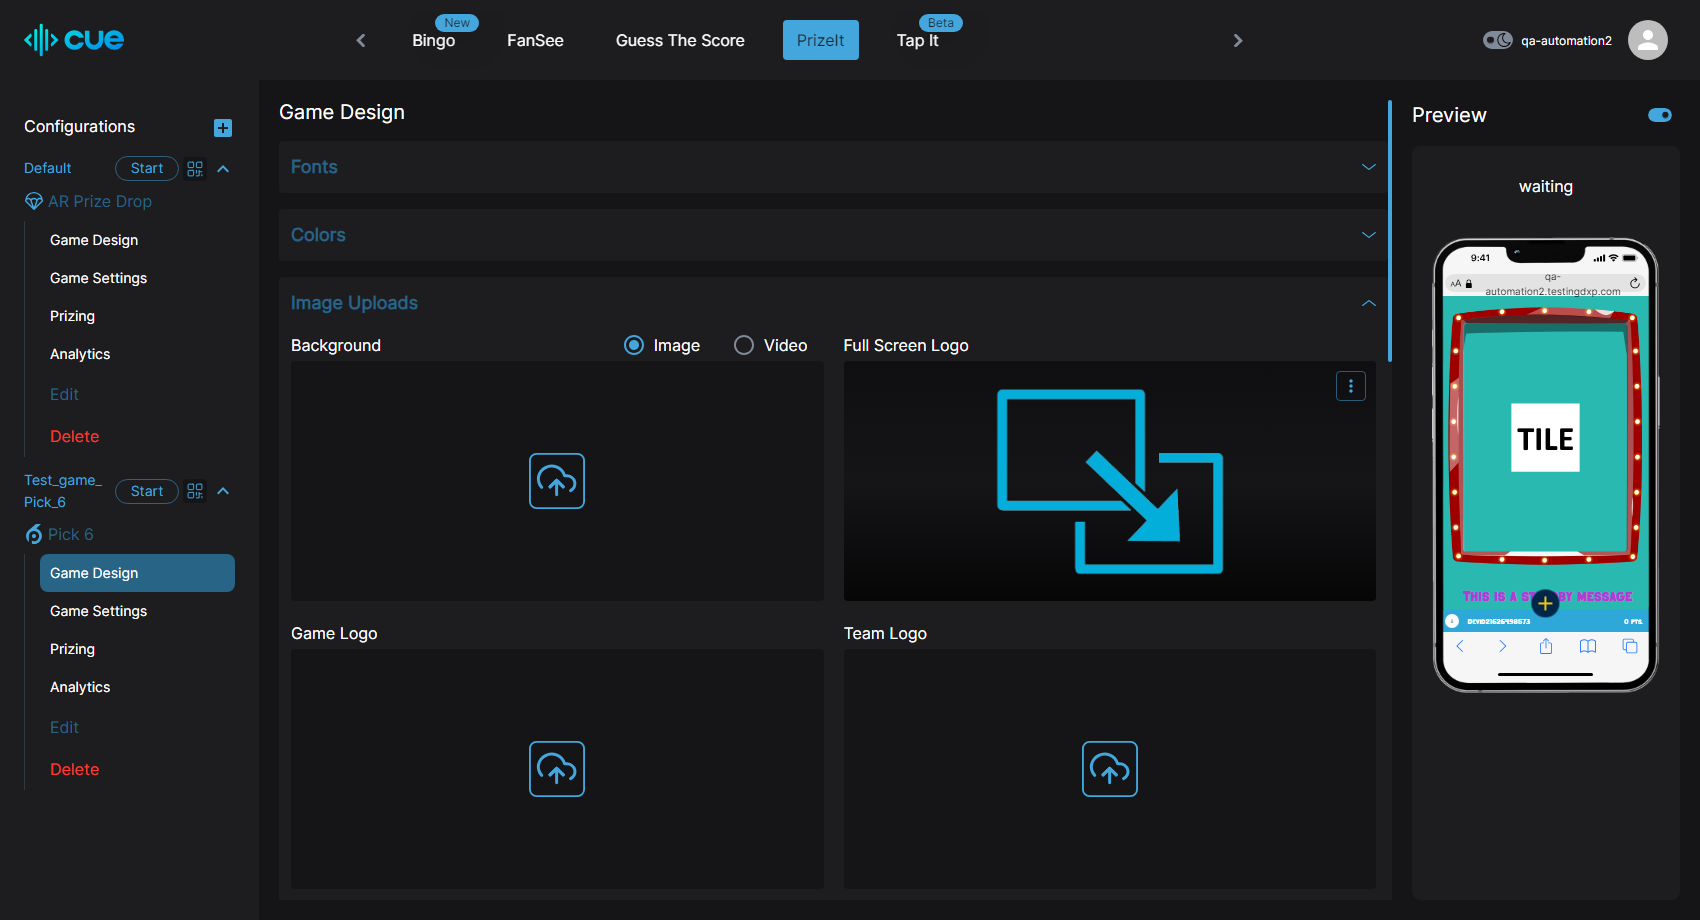 cue
New
Bingo
FanSee
Guess The Score
PrizeIt
Beta
Tap It
qa-automation2
Configurations
Default
Start
AR Prize Drop
Game Design
Game Settings
Prizing
Analytics
Edit
Delete
Test_game_
Pick_6
Start
Pick 6
Game Design
Game Settings
Prizing
Analytics
Edit
Delete
Game Design
Fonts
Colors
Image Uploads
Background
Image
Video
Full Screen Logo
Game Logo
Team Logo
Preview
waiting
9:41
AA
qa-
automation2.testingdxp.com
TILE
THIS IS A ST BY MESSAGE
0 PTS.